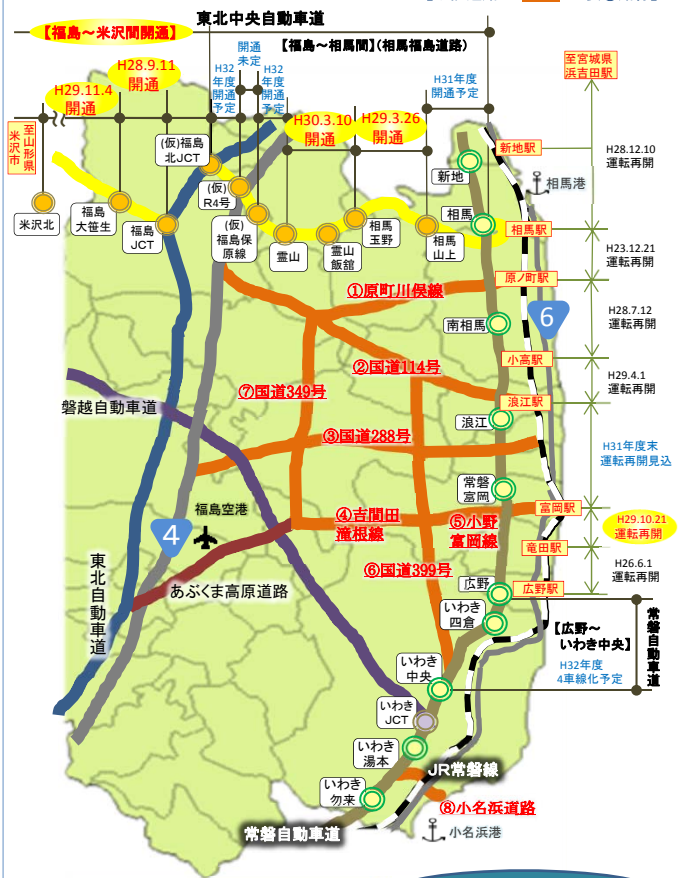 東北中央自動車道
【福島～米沢間開通】
【福島～相馬間】(相馬福島道路)
至宮城県
浜吉田駅
H29.11.4
開通
H28.9.11
開通
H32
年度
開通
予定
開通
未定
H32
年度
開通
予定
H30.3.10
開通
H29.3.26
開通
H31年度
開通予定
至山形県
米沢市
米沢北
福島
大笹生
福島
JCT
(仮)福島
北JCT
(仮)
R4号
(仮)
福島保
原線
霊山
霊山
飯舘
相馬
玉野
相馬
山上
新地
相馬
新地駅
相馬港
H28.12.10
運転再開
相馬駅
H23.12.21
運転再開
原ノ町駅
①原町川俣線
南相馬
6
H28.7.12
運転再開
小高駅
②国道114号
H29.4.1
運転再開
⑦国道349号
浪江駅
浪江
磐越自動車道
③国道288号
H31年度末
運転再開見込
常磐
富岡
福島空港
4
④吉間田
滝根線
⑤小野
富岡線
富岡駅
H29.10.21
運転再開
竜田駅
H26.6.1
運転再開
東北自動車道
あぶくま高原道路
⑥国道399号
広野
広野駅
いわき
四倉
【広野～
いわき中央】
H32年度
4車線化予定
常磐自動車道
いわき
中央
いわき
JCT
いわき
湯本
JR常磐線
いわき
勿来
⑧小名浜道路
常磐自動車道
小名浜港